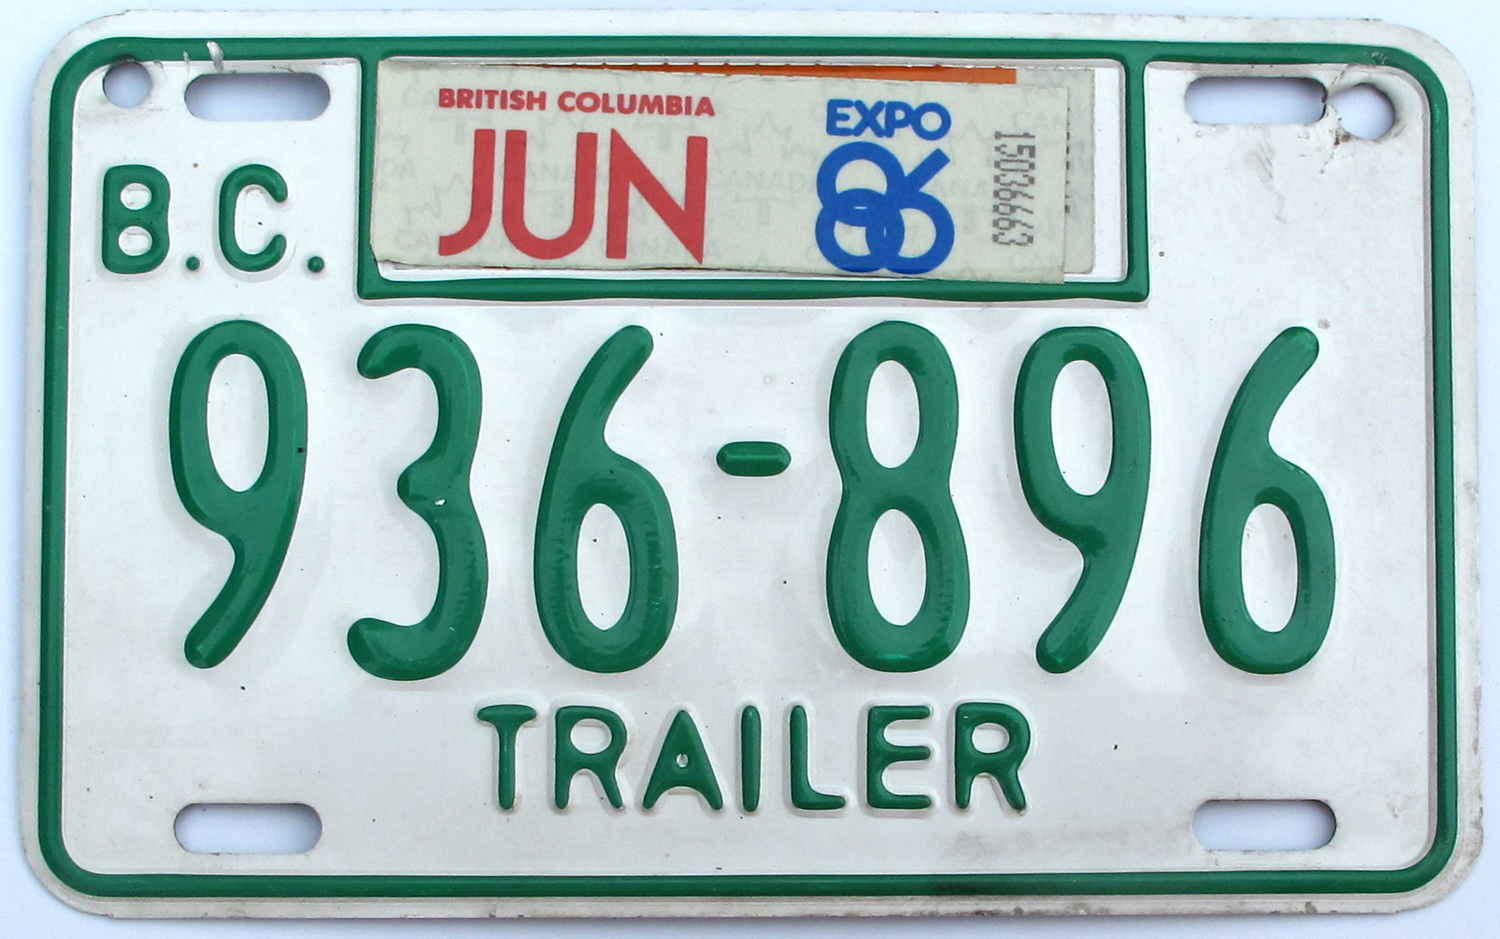 B.C.
BRITISH COLUMBIA
JUN
EXPO
86
15036663
936-896
TRAILER